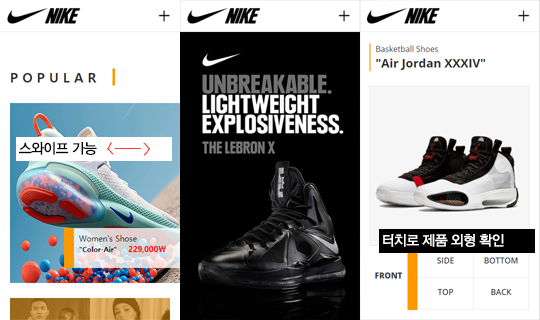 NIKE
POPULAR
스와이프 가능
Women's Shose
"Color-Air" 229,000W
NIKE
UNBREAKABLE.
LIGHTWEIGHT
EXPLOSIVENESS.
THE LEBRON X
NIKE
Basketball Shoes
"Air Jordan XXXIV"
터치로 제품 외형 확인
FRONT
SIDE BOTTOM
TOP BACK